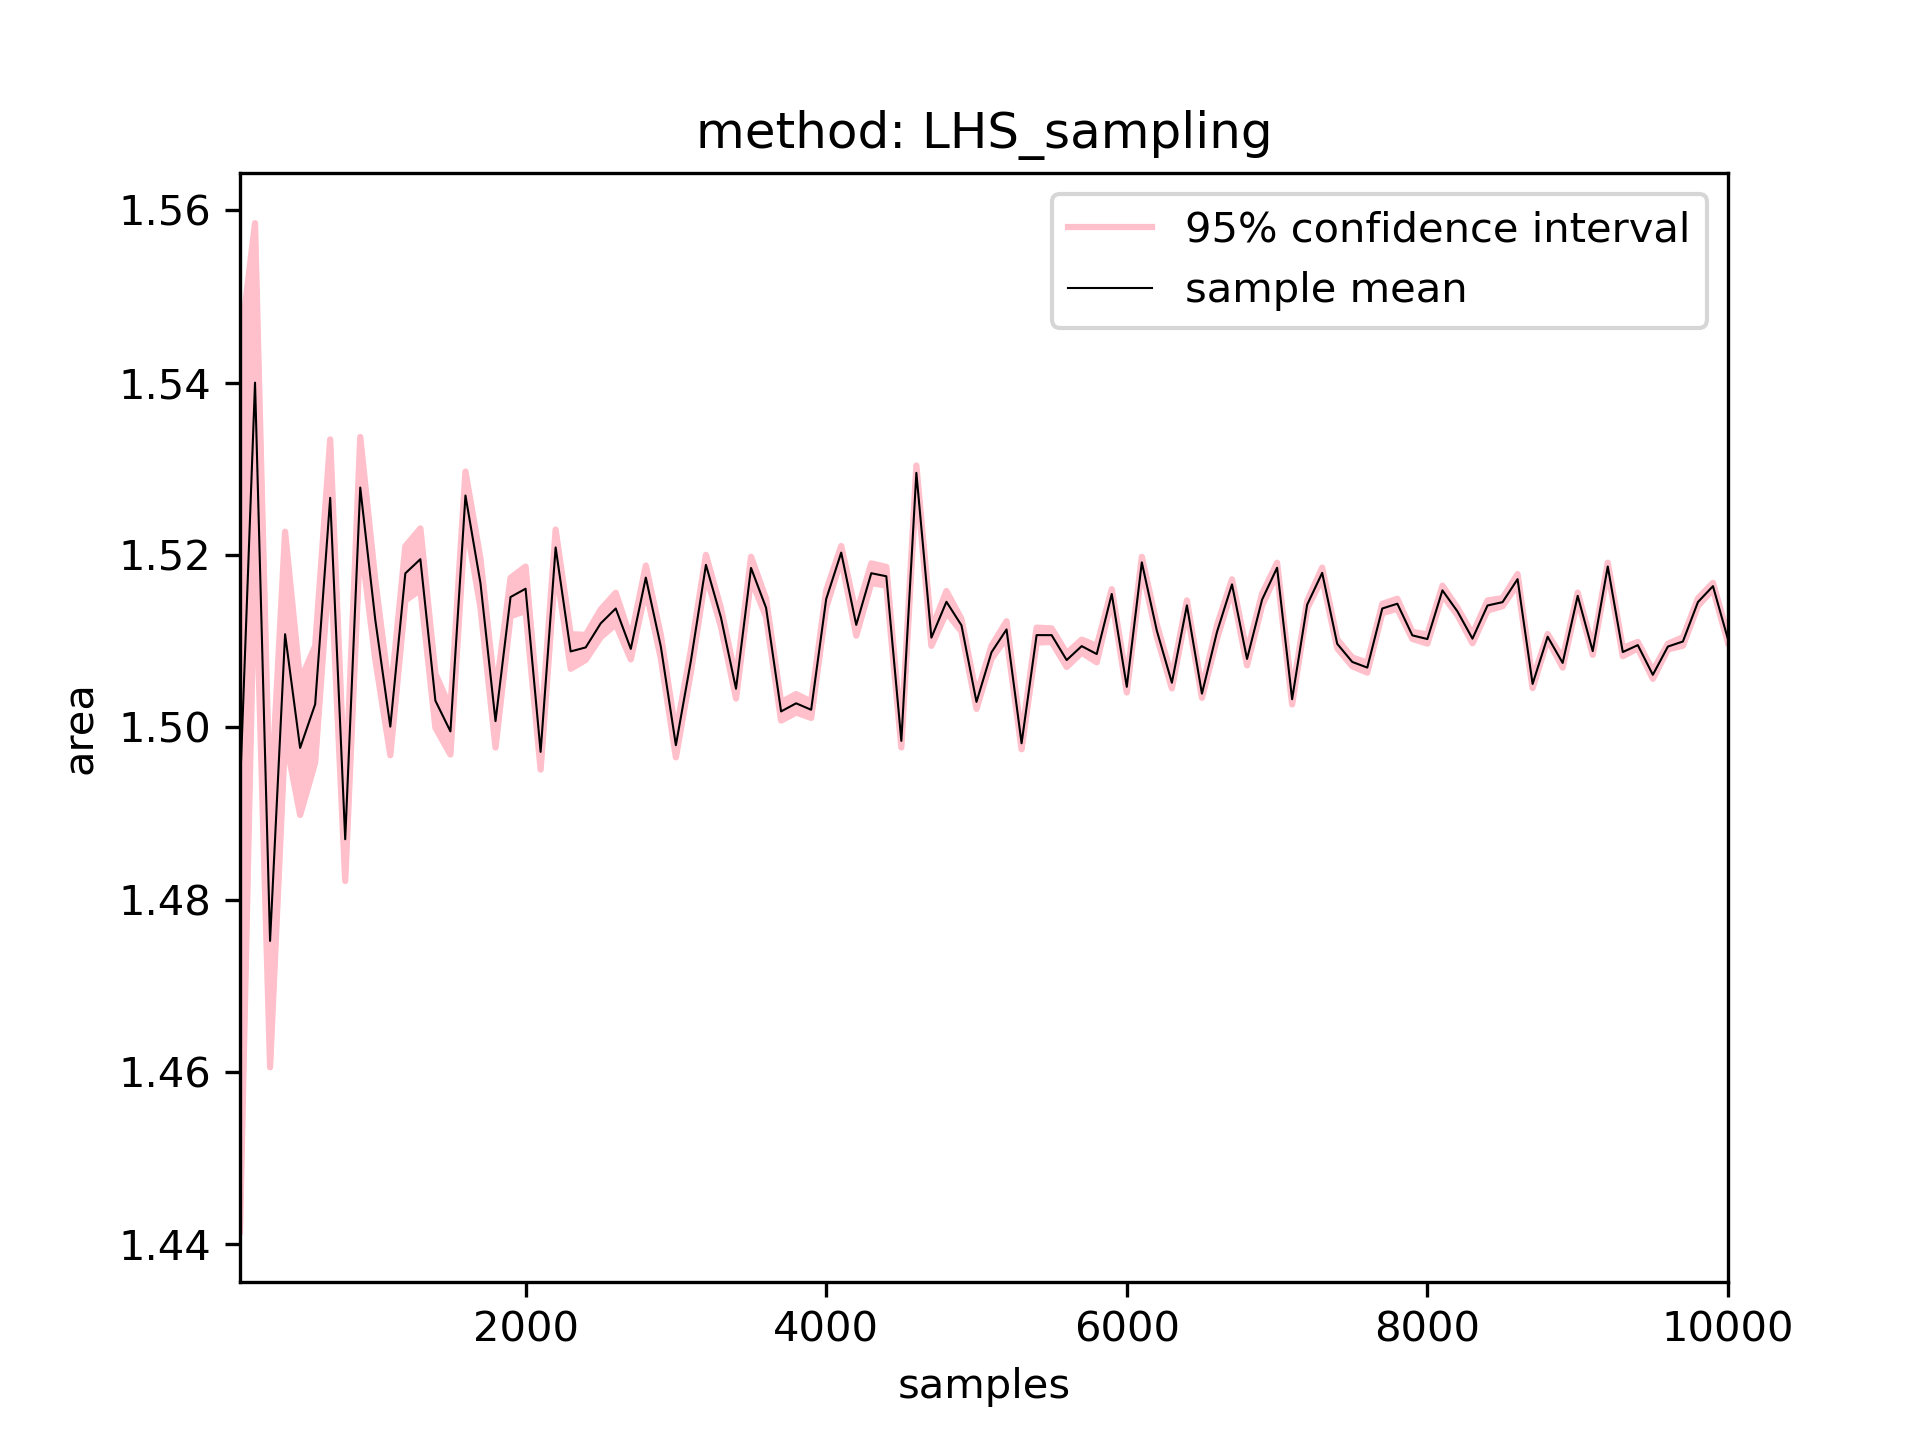 method: LHS_sampling
95% confidence interval
sample mean
1.56
1.54
1.52
1.50
1.48
1.46
1.44
area
2000 4000 6000 8000 10000
samples